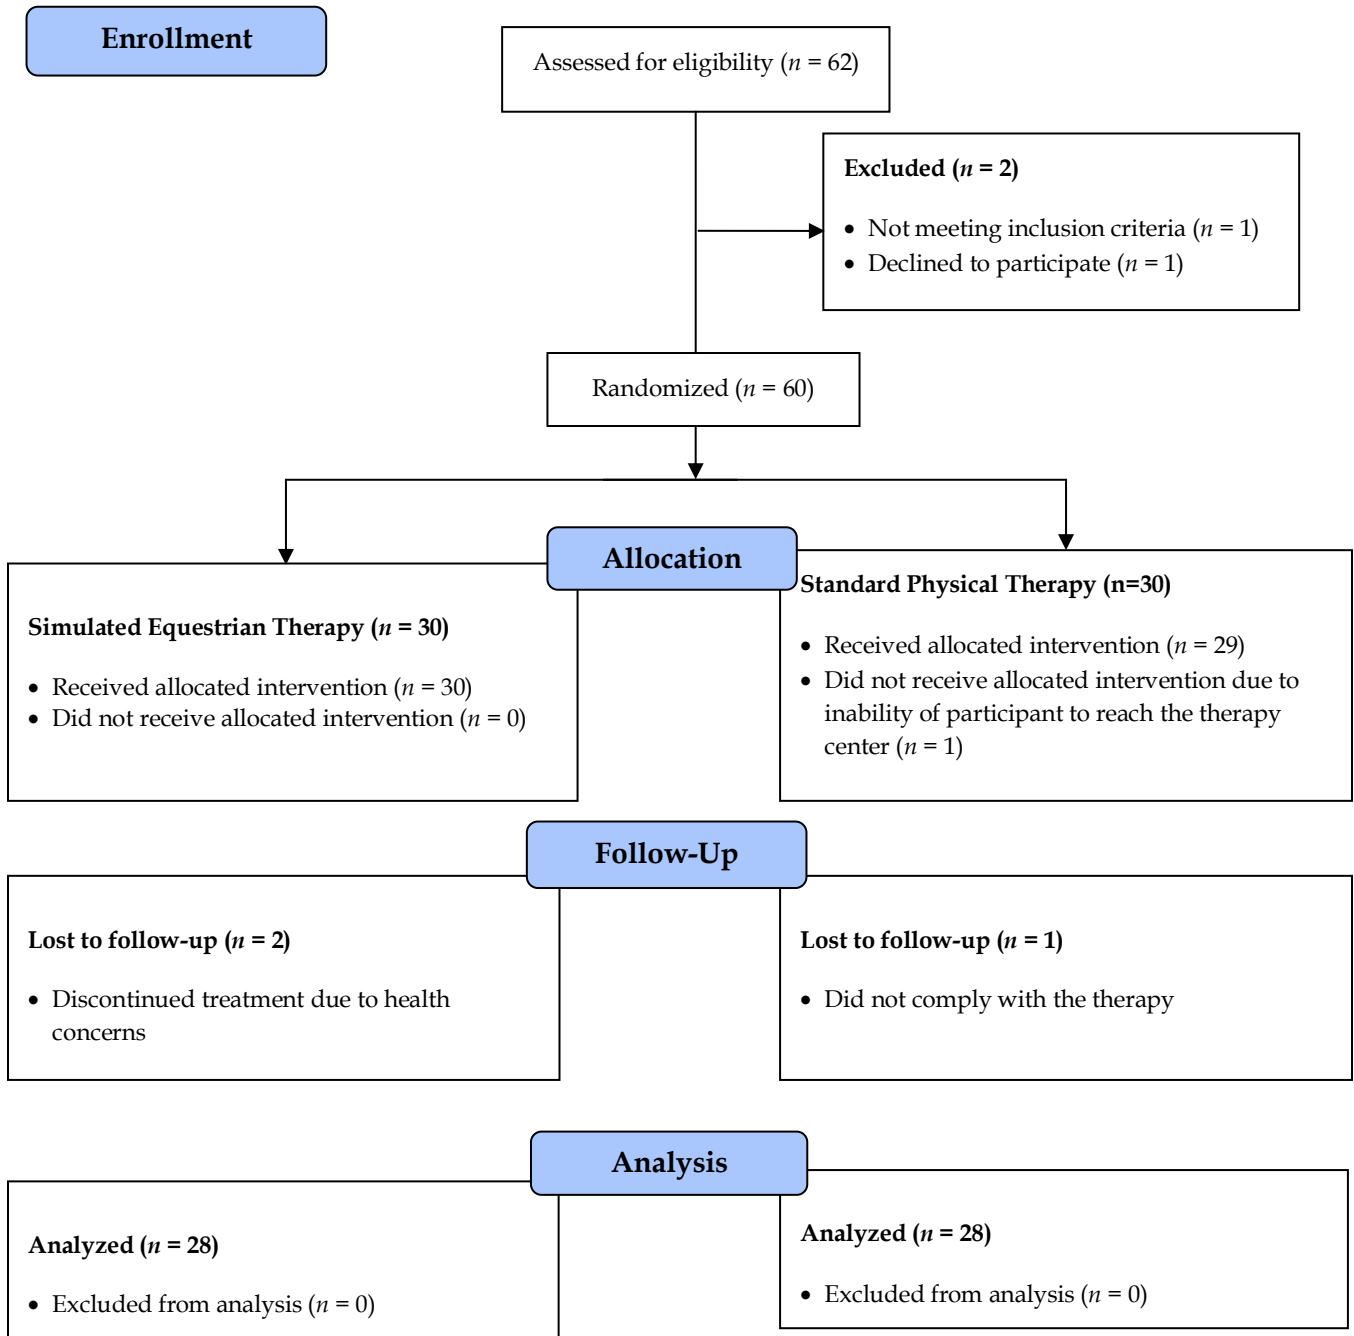 Enrollment
Assessed for eligibility (n = 62)
Excluded (n = 2)
• Not meeting inclusion criteria (n = 1)
• Declined to participate (n = 1)
Randomized (n = 60)
Allocation
Simulated Equestrian Therapy (n = 30)
• Received allocated intervention (n = 30)
• Did not receive allocated intervention (n = 0)
Standard Physical Therapy (n=30)
• Received allocated intervention (n = 29)
• Did not receive allocated intervention due to
inability of participant to reach the therapy
center (n = 1)
Follow-Up
Lost to follow-up (n = 2)
• Discontinued treatment due to health
concerns
Lost to follow-up (n = 1)
• Did not comply with the therapy
Analysis
Analyzed (n = 28)
• Excluded from analysis (n = 0)
Analyzed (n = 28)
• Excluded from analysis (n = 0)